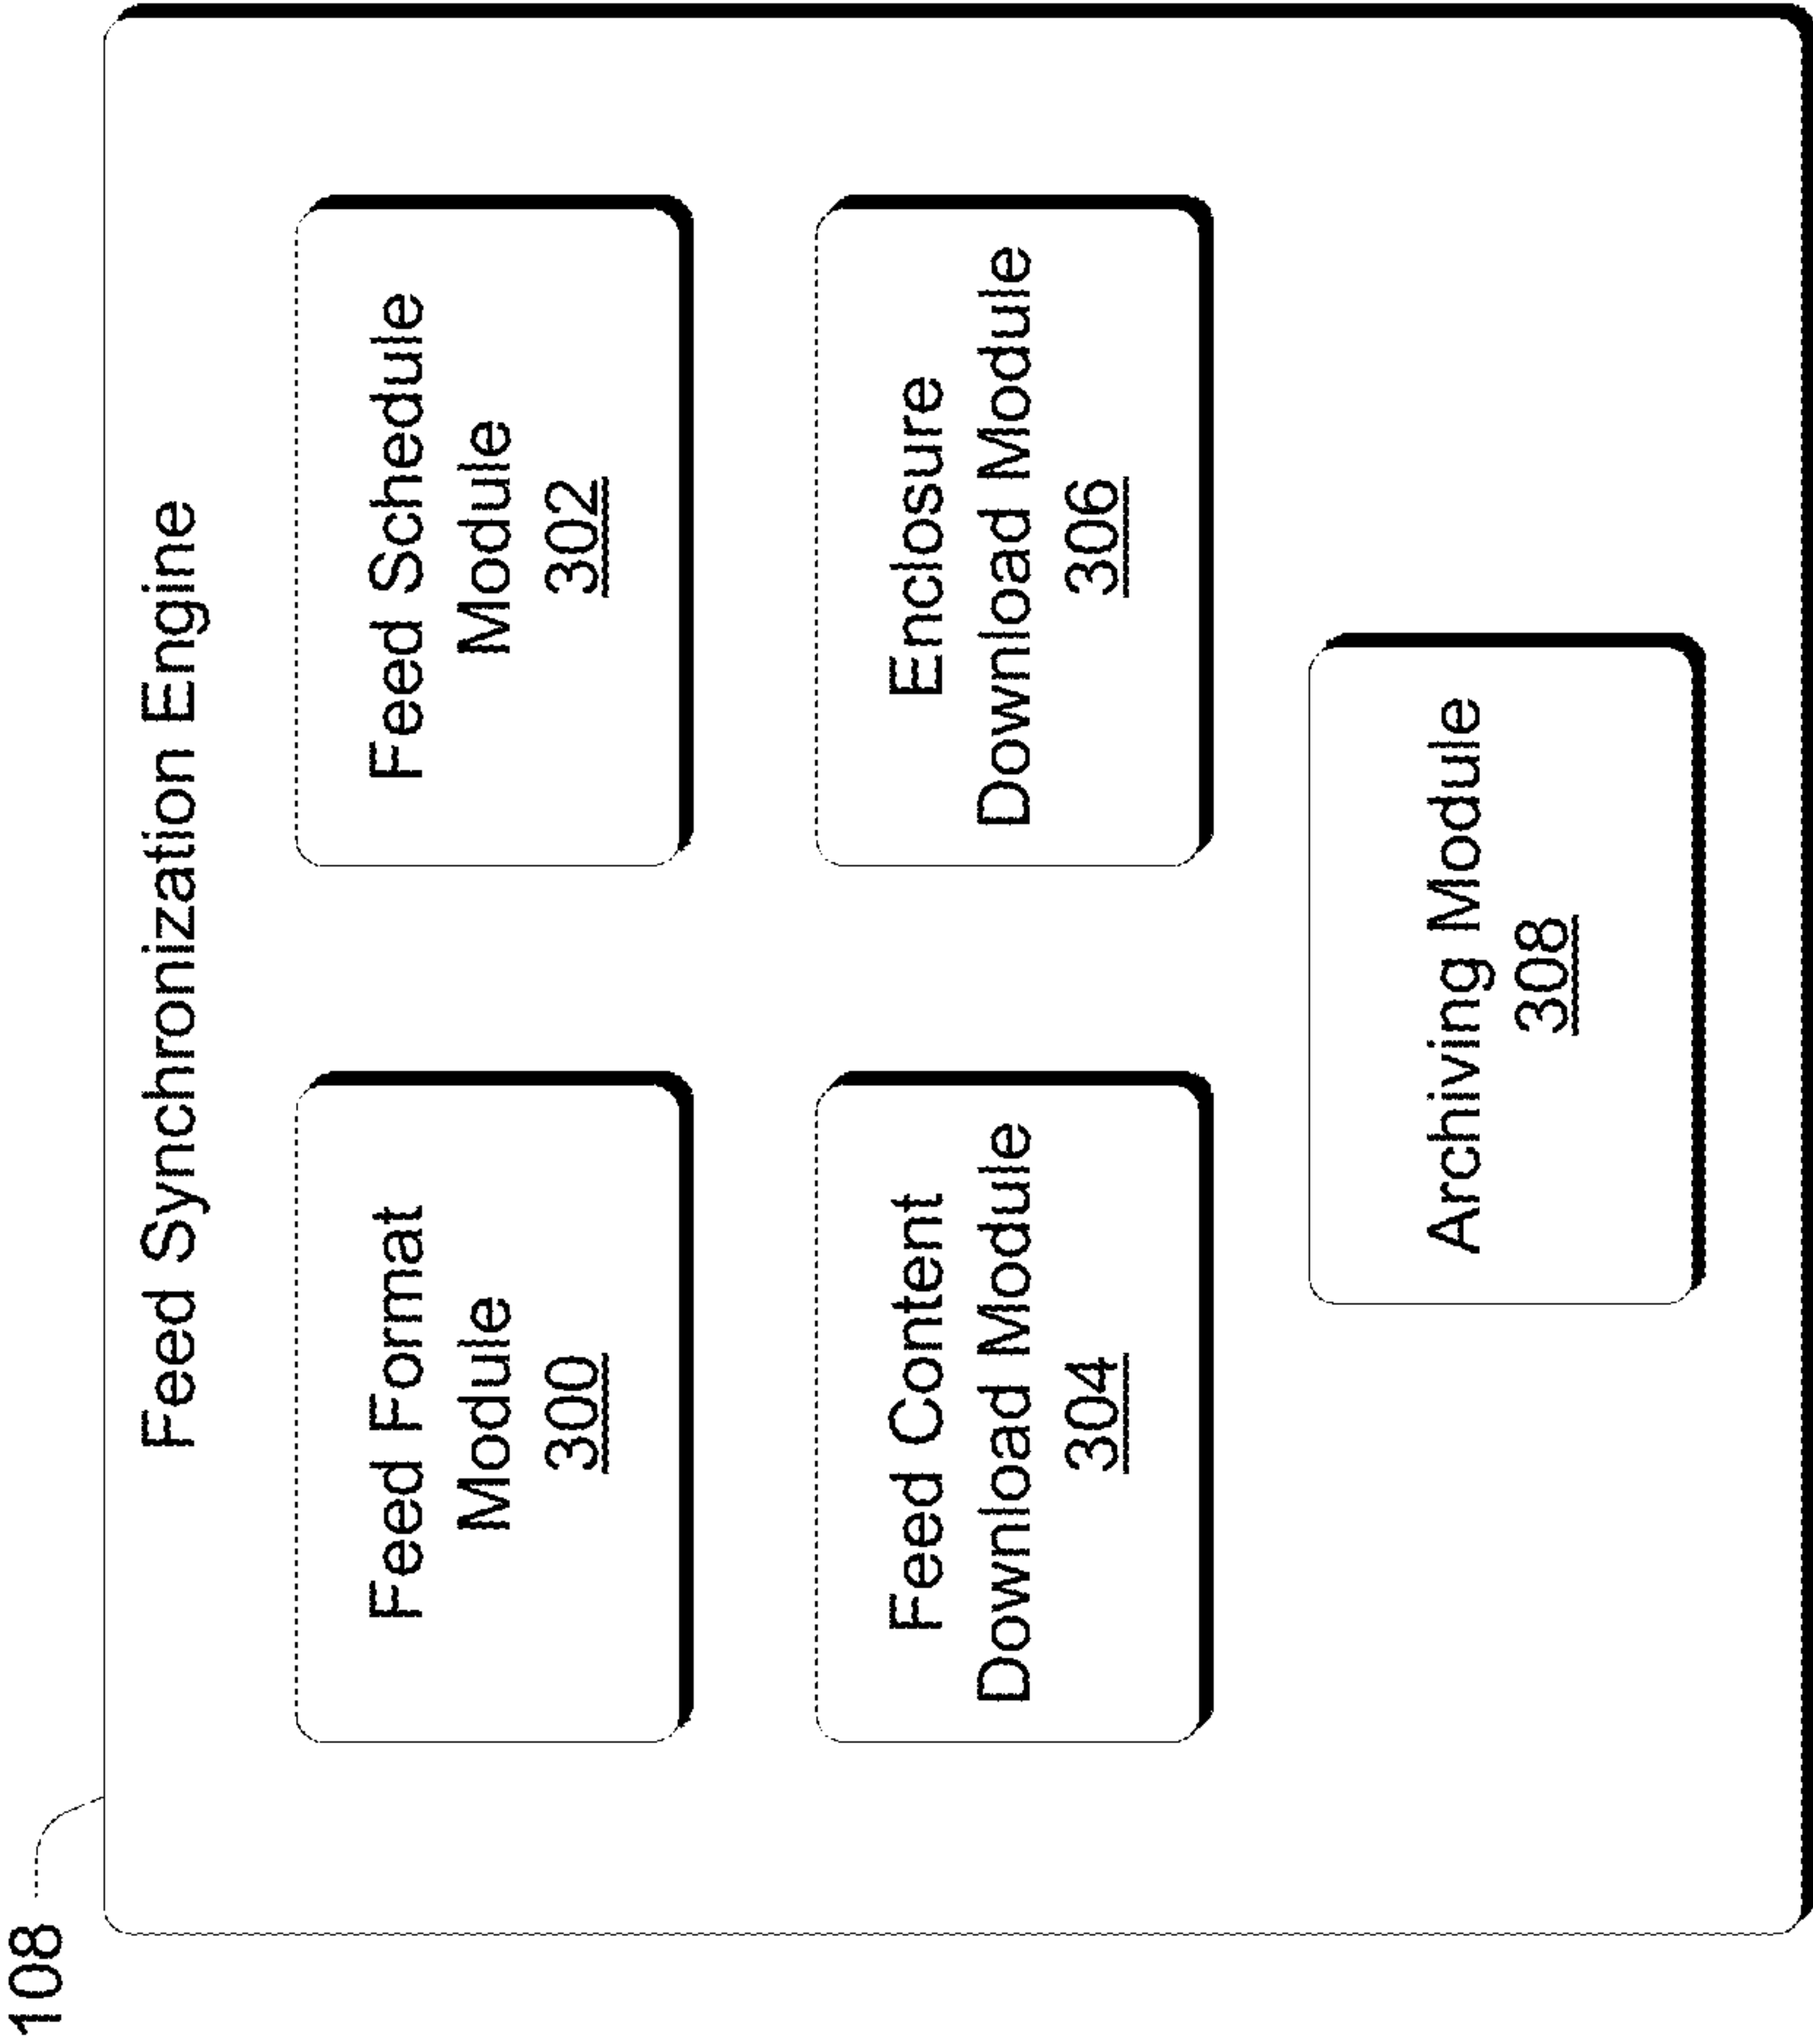 108
Feed Synchronization Engine
Feed Format
Module
300
Feed Schedule
Module
302
Feed Content
Download Module
304
Enclosure
Download Module
306
Archiving Module
308